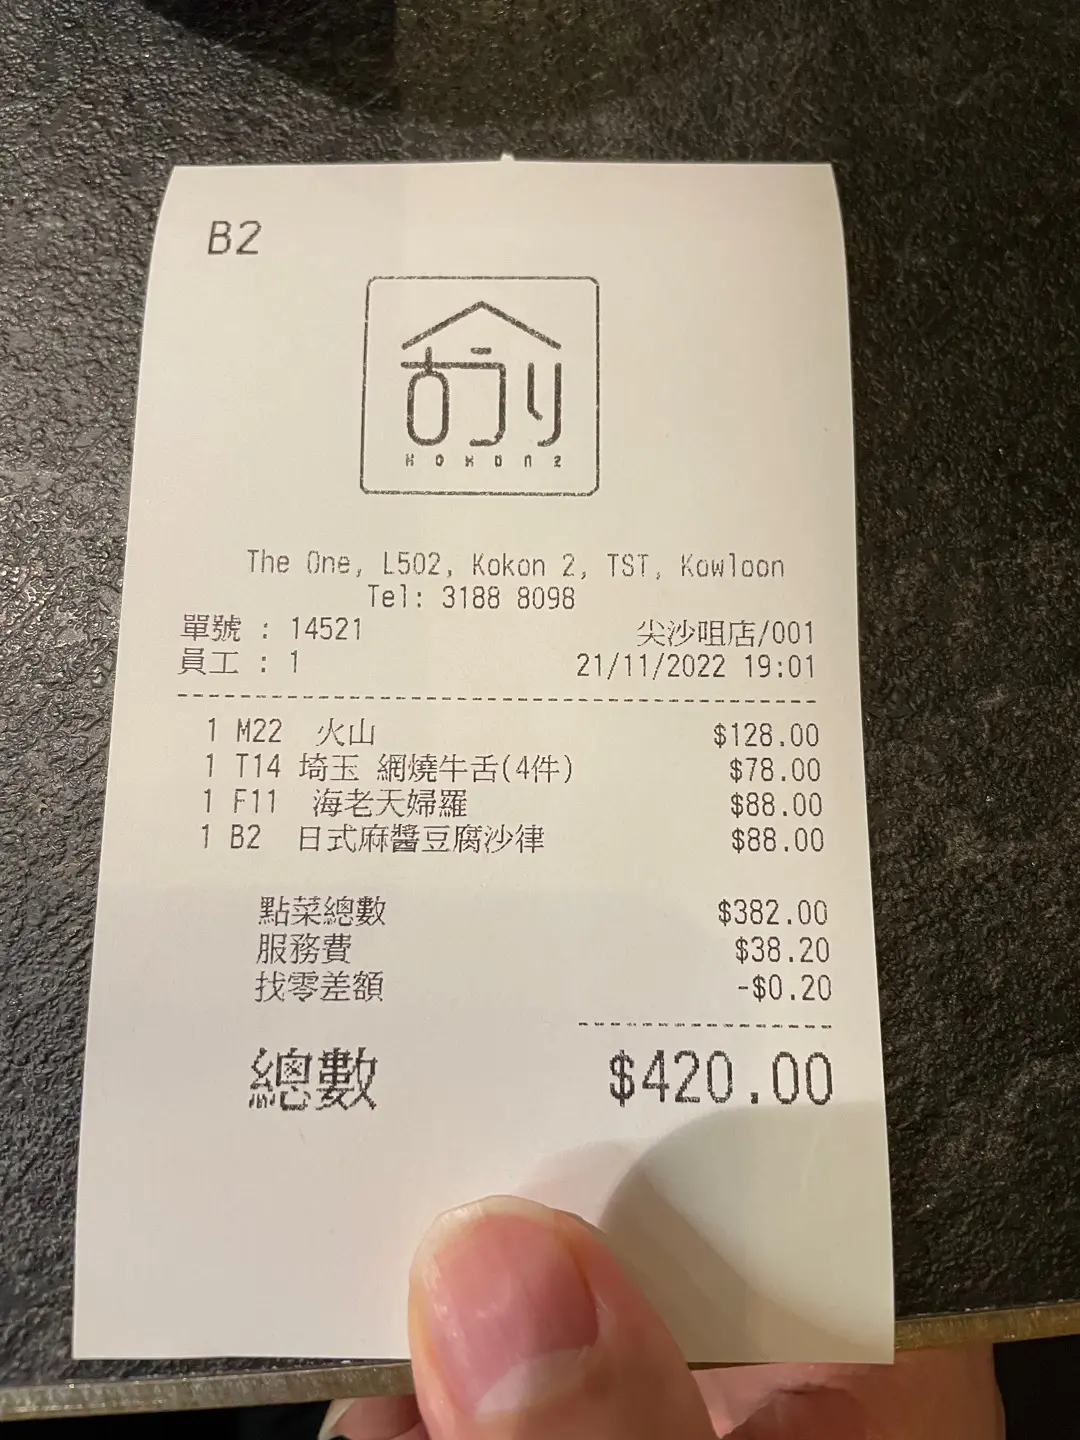 B2
古うり
KOKON2
The One, L502, Kokon 2, TST, Kowloon
Tel: 3188 8098
單號 : 14521 尖沙咀店/001
員工 : 1 21/11/2022 19:01
1 M22 火山 $128.00
1 T14 埼玉 網燒牛舌(4件) $78.00
1 F11 海老天婦羅 $88.00
1 B2 日式麻醬豆腐沙律 $88.00
點菜總數 $382.00
服務費 $38.20
找零差額 -$0.20
總數 $420.00